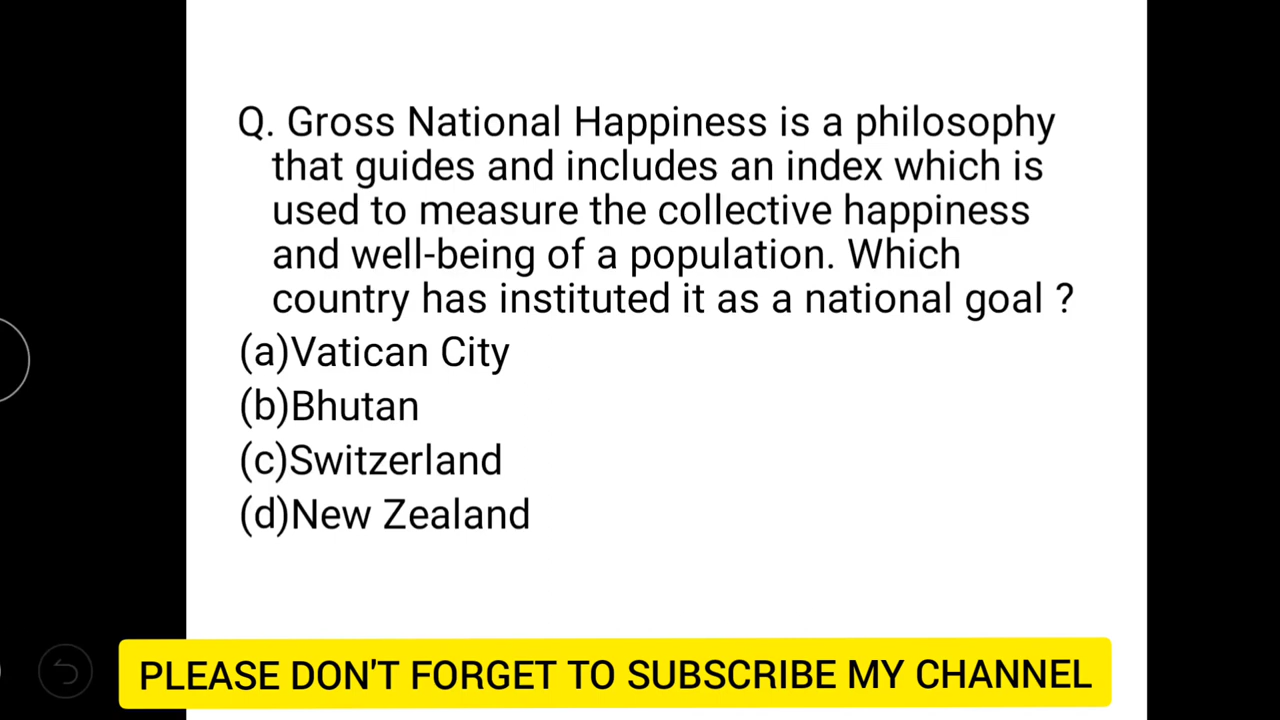 Q. Gross National Happiness is a philosophy
that guides and includes an index which is
used to measure the collective happiness
and well-being of a population. Which
country has instituted it as a national goal ?
(a)Vatican City
(b)Bhutan
(c)Switzerland
(d)New Zealand
PLEASE DON'T FORGET TO SUBSCRIBE MY CHANNEL